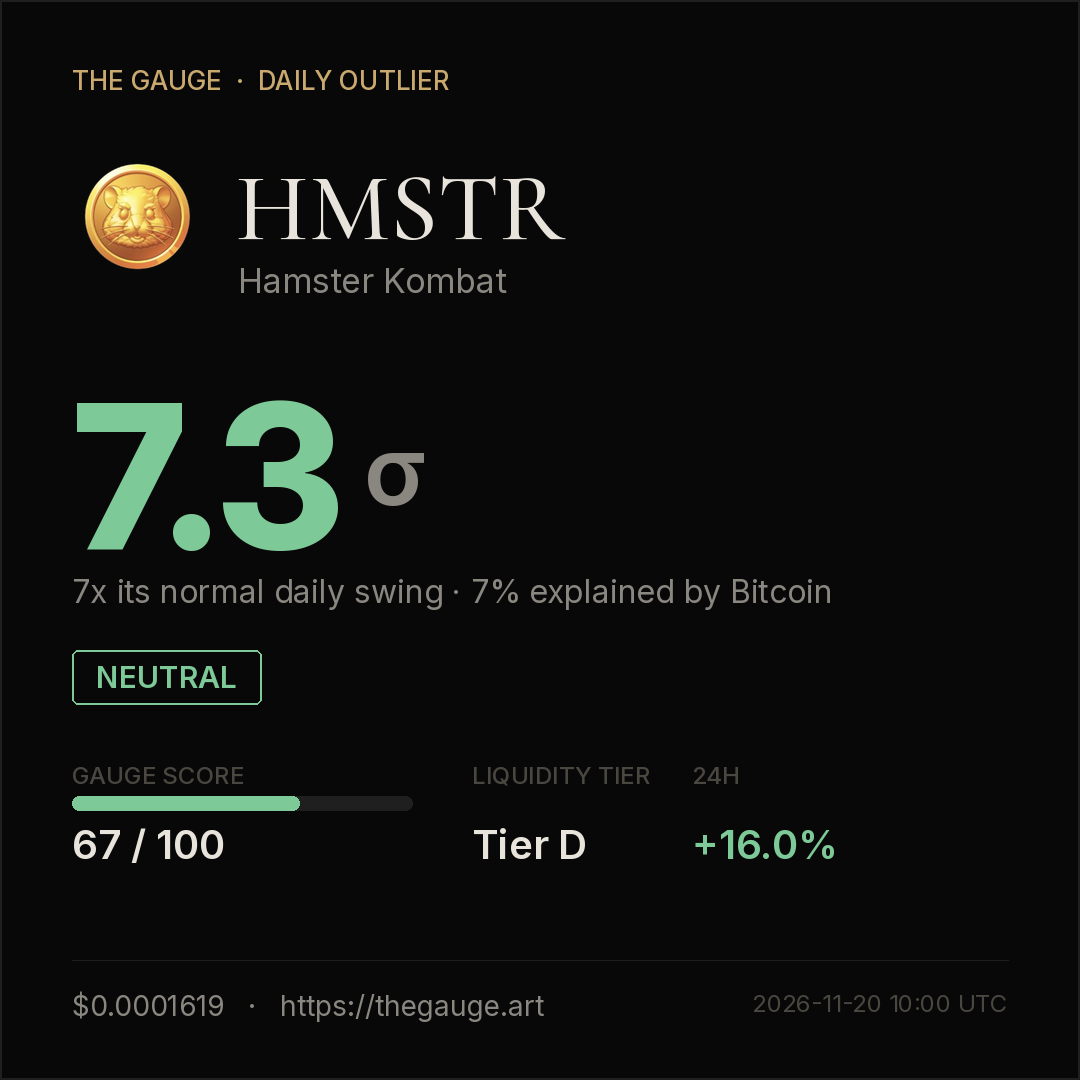 THE GAUGE · DAILY OUTLIER
HMSTR
Hamster Kombat
7.3 σ
7x its normal daily swing · 7% explained by Bitcoin
NEUTRAL
GAUGE SCORE LIQUIDITY TIER 24H
67 / 100 Tier D +16.0%
$0.0001619 · https://thegauge.art 2026-11-20 10:00 UTC